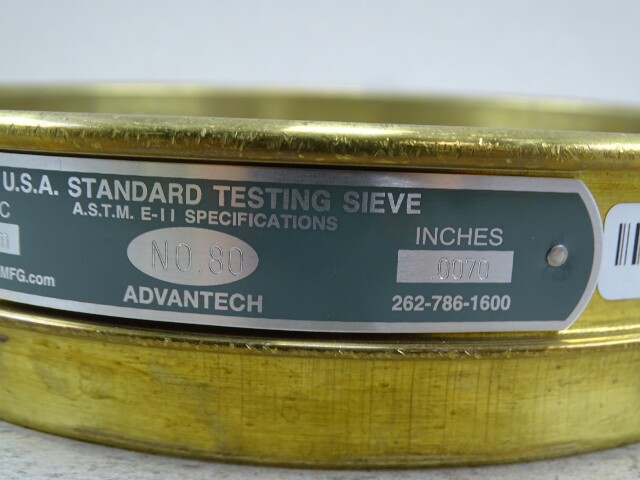 U.S.A. STANDARD TESTING SIEVE
A.S.T.M. E-11 SPECIFICATIONS
C
m
MFG.com
NO.80
ADVANTECH
INCHES
.0070
262-786-1600